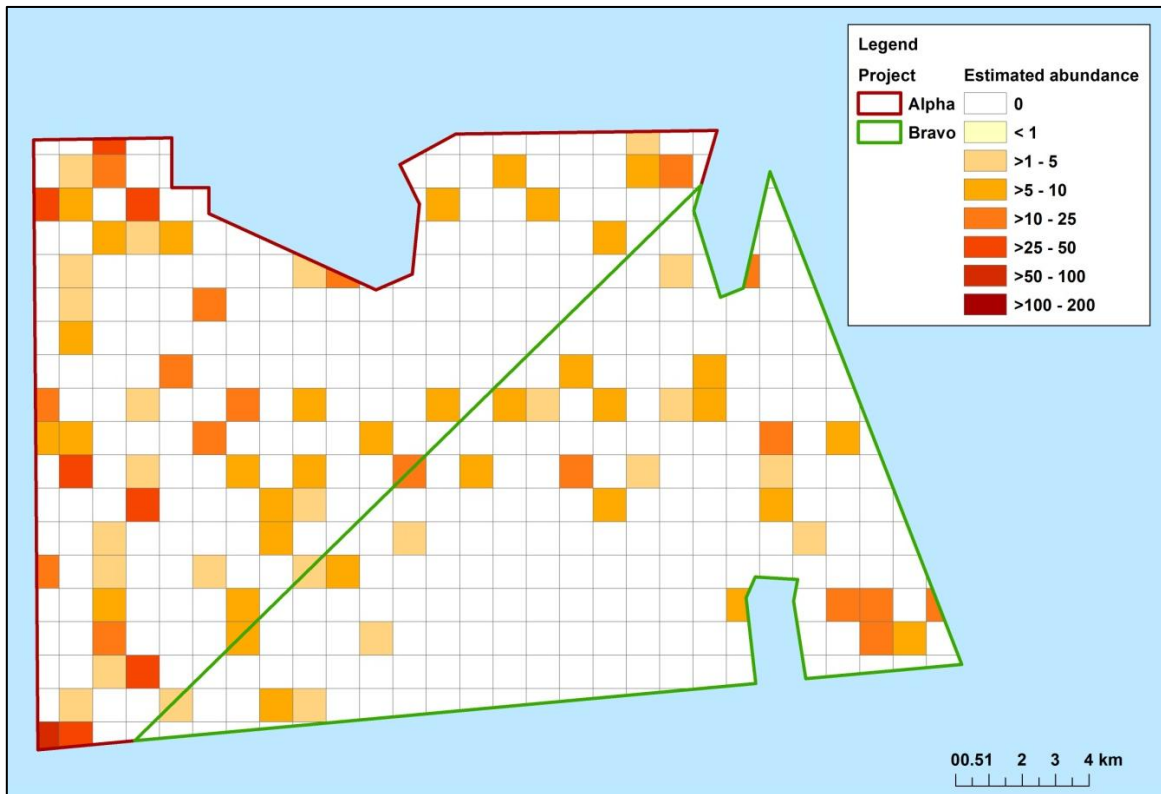 Legend
Project Estimated abundance
Alpha 0
Bravo < 1
>1 - 5
>5 - 10
>10 - 25
>25 - 50
>50 - 100
>100 - 200
00.51 2 3 4 km